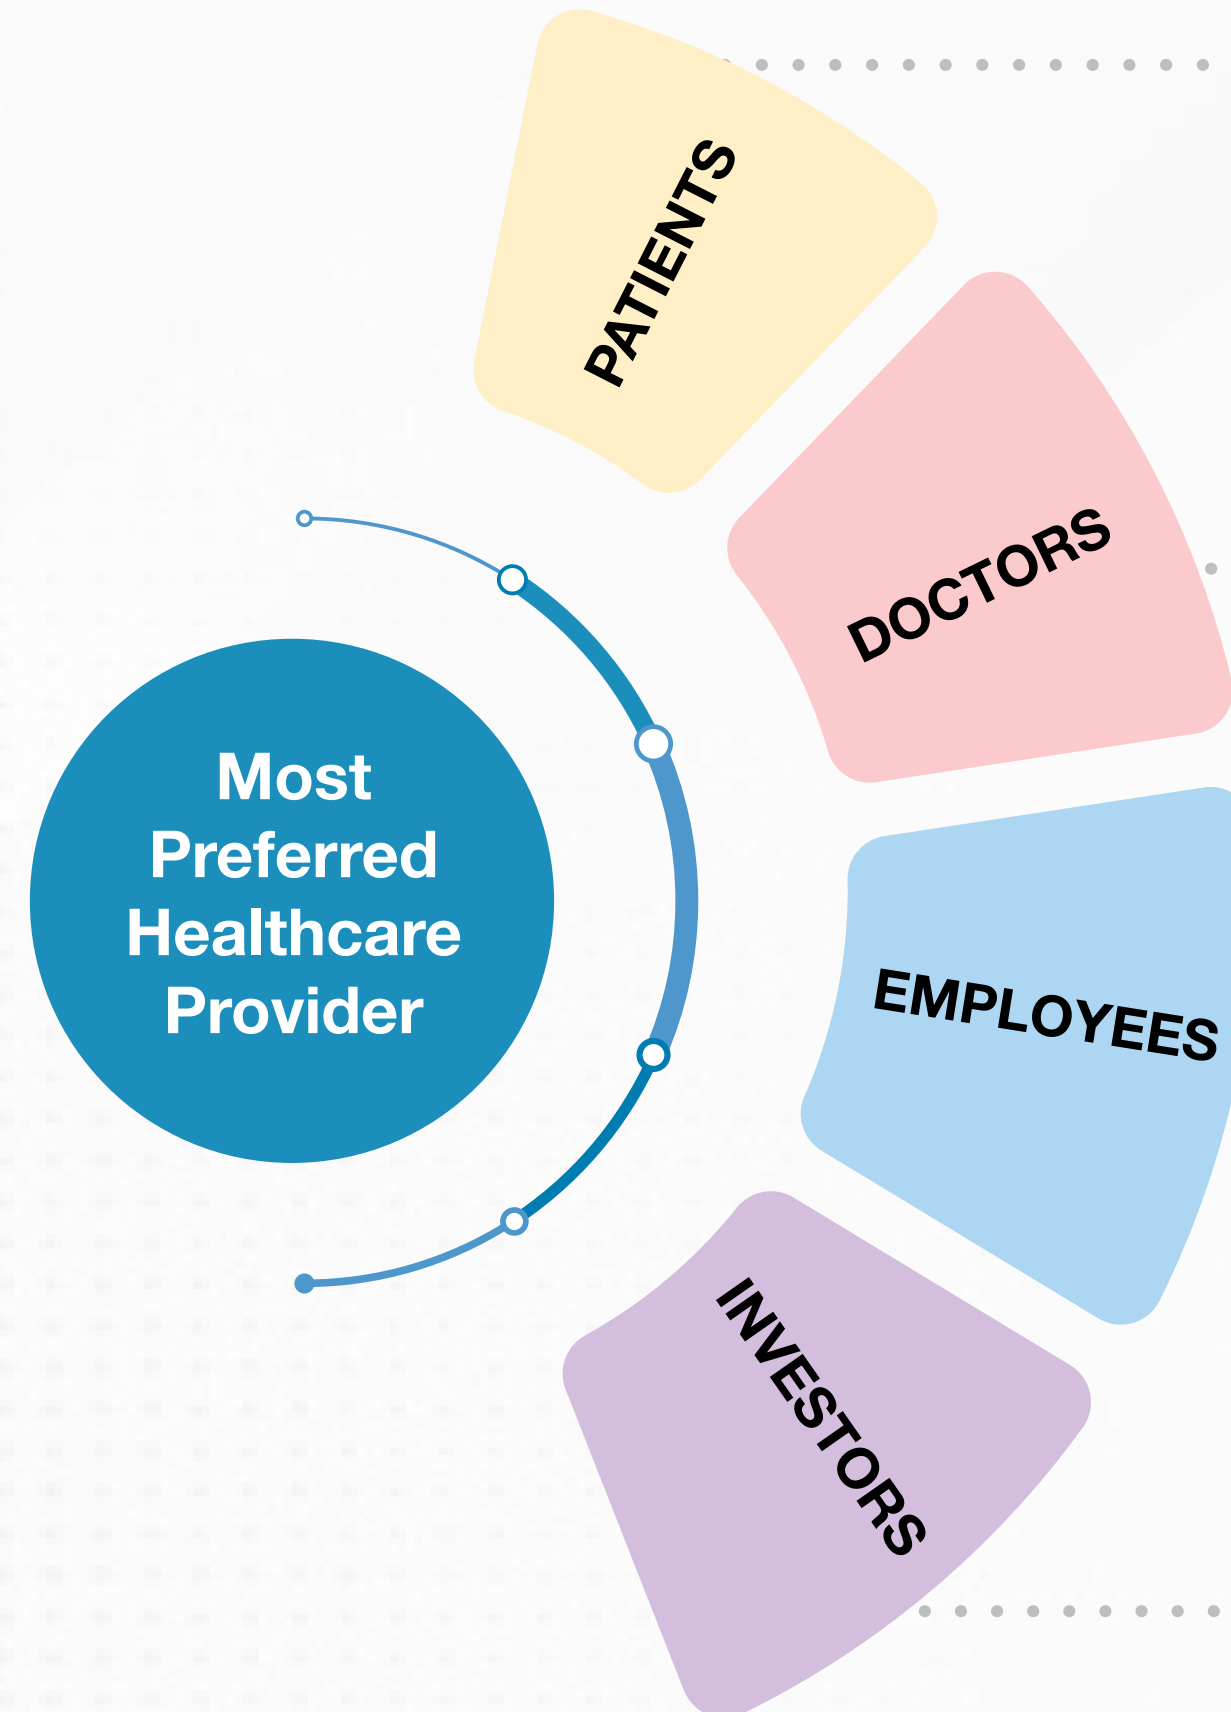 PATIENTS
DOCTORS
Most
Preferred
Healthcare
Provider
EMPLOYEES
INVESTORS